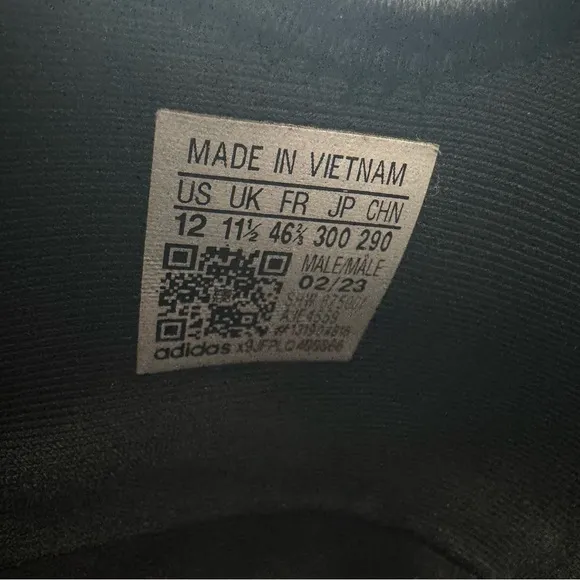 MADE IN VIETNAM
US UK FR JP CHN
12 11½ 46⅔ 300 290
MALE/MÂLE
02/23
adidas